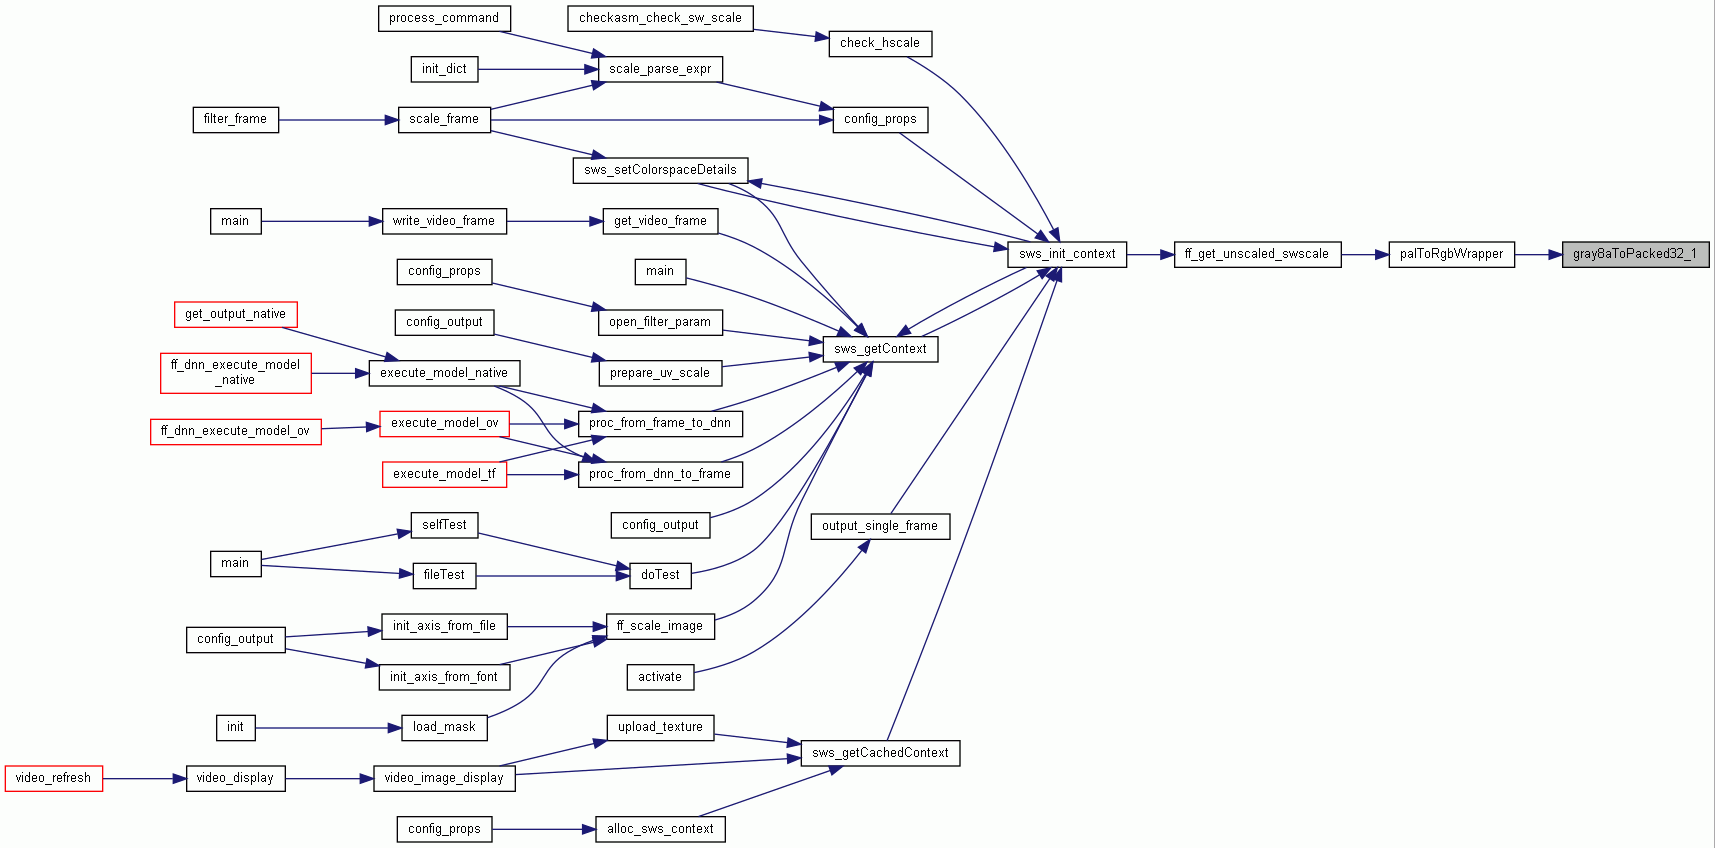 process_command
checkasm_check_sw_scale
check_hscale
init_dict
scale_parse_expr
filter_frame
scale_frame
config_props
sws_setColorspaceDetails
main
write_video_frame
get_video_frame
sws_init_context
ff_get_unscaled_swscale
palToRgbWrapper
gray8aToPacked32_1
config_props
main
get_output_native
config_output
open_filter_param
sws_getContext
ff_dnn_execute_model
_native
execute_model_native
prepare_uv_scale
ff_dnn_execute_model_ov
execute_model_ov
proc_from_frame_to_dnn
execute_model_tf
proc_from_dnn_to_frame
selfTest
config_output
output_single_frame
main
fileTest
doTest
config_output
init_axis_from_file
ff_scale_image
init_axis_from_font
activate
init
load_mask
upload_texture
sws_getCachedContext
video_refresh
video_display
video_image_display
config_props
alloc_sws_context